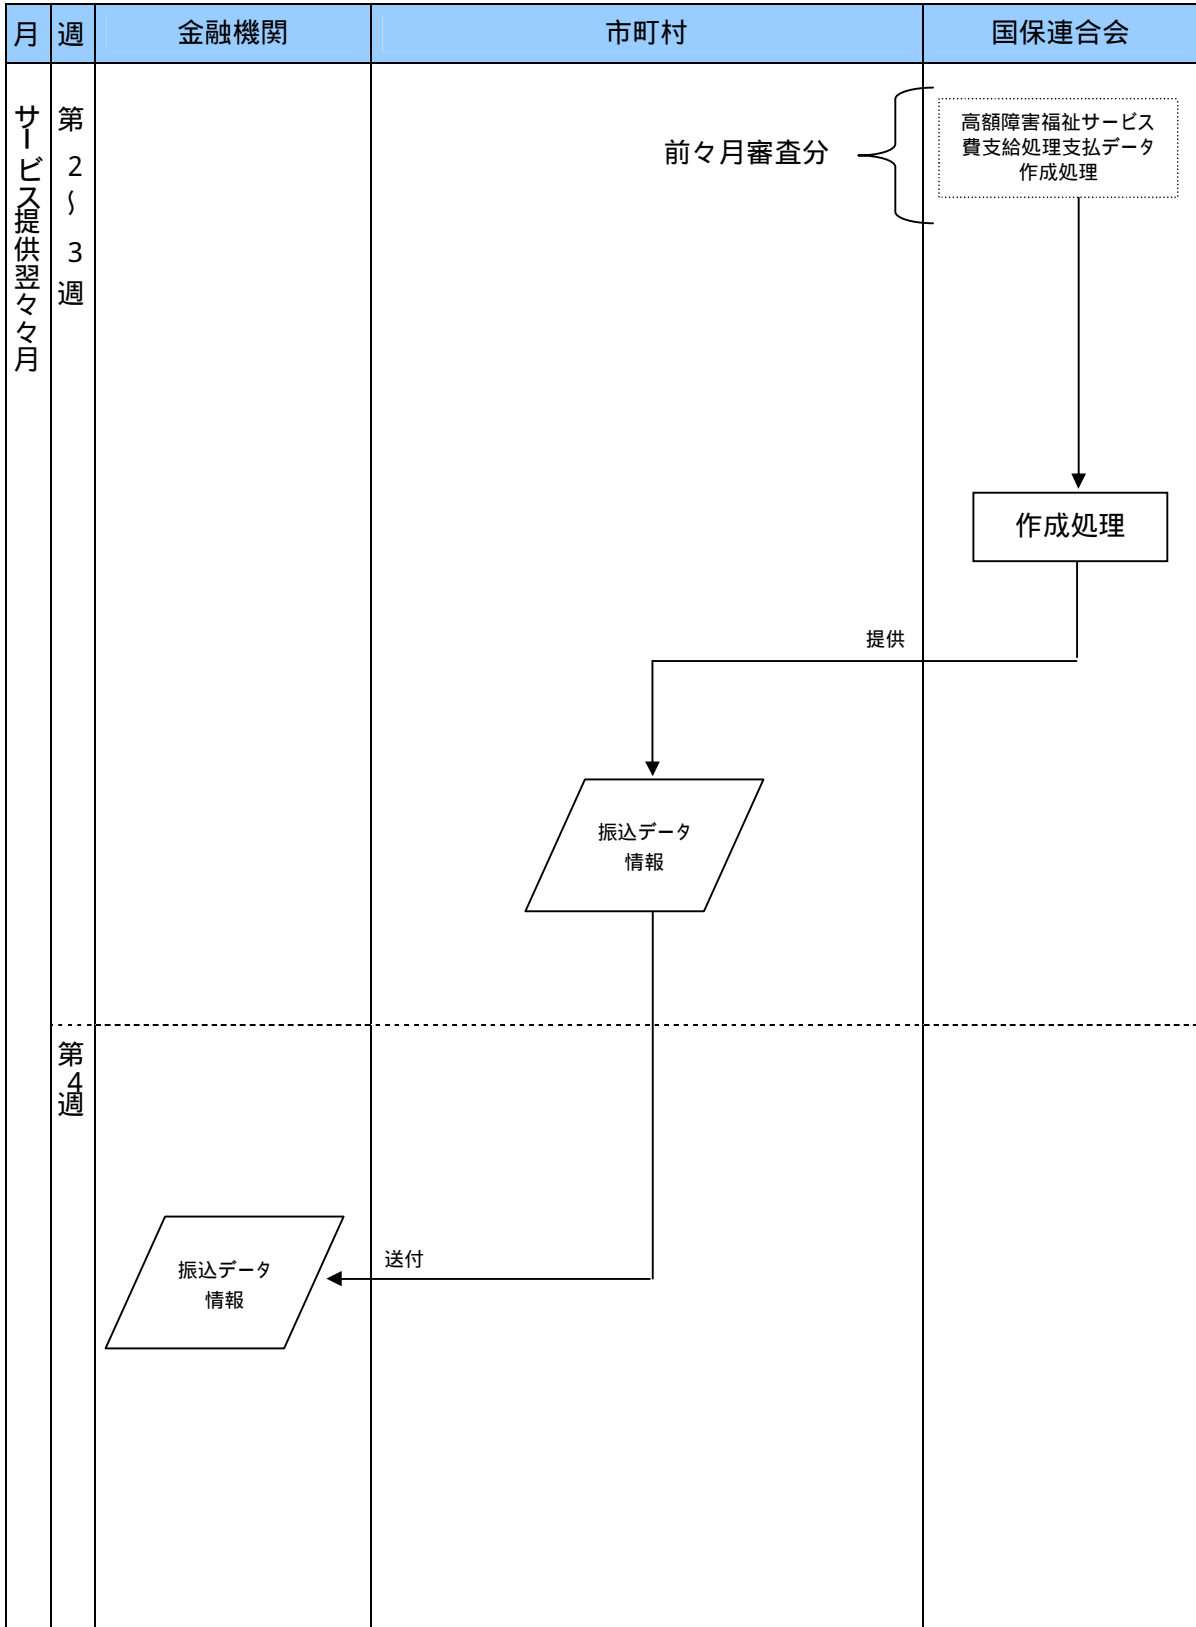 月 週 金融機関 市町村 国保連合会
サービス提供翌々々月
第2～3週
前々月審査分
高額障害福祉サービス
費支給処理支払データ
作成処理
作成処理
提供
振込データ
情報
第4週
送付
振込データ
情報